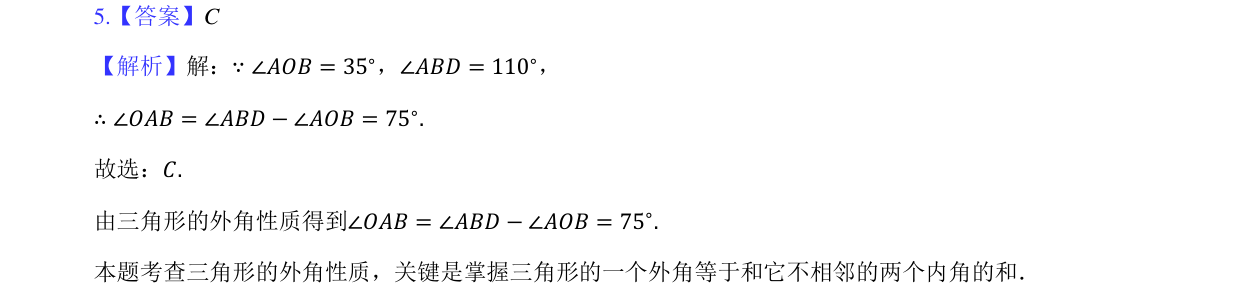 5.【答案】C
【解析】解：∵ ∠AOB = 35°，∠ABD = 110°，
∴ ∠OAB = ∠ABD − ∠AOB = 75°.
故选：C.
由三角形的外角性质得到∠OAB = ∠ABD − ∠AOB = 75°.
本题考查三角形的外角性质，关键是掌握三角形的一个外角等于和它不相邻的两个内角的和.